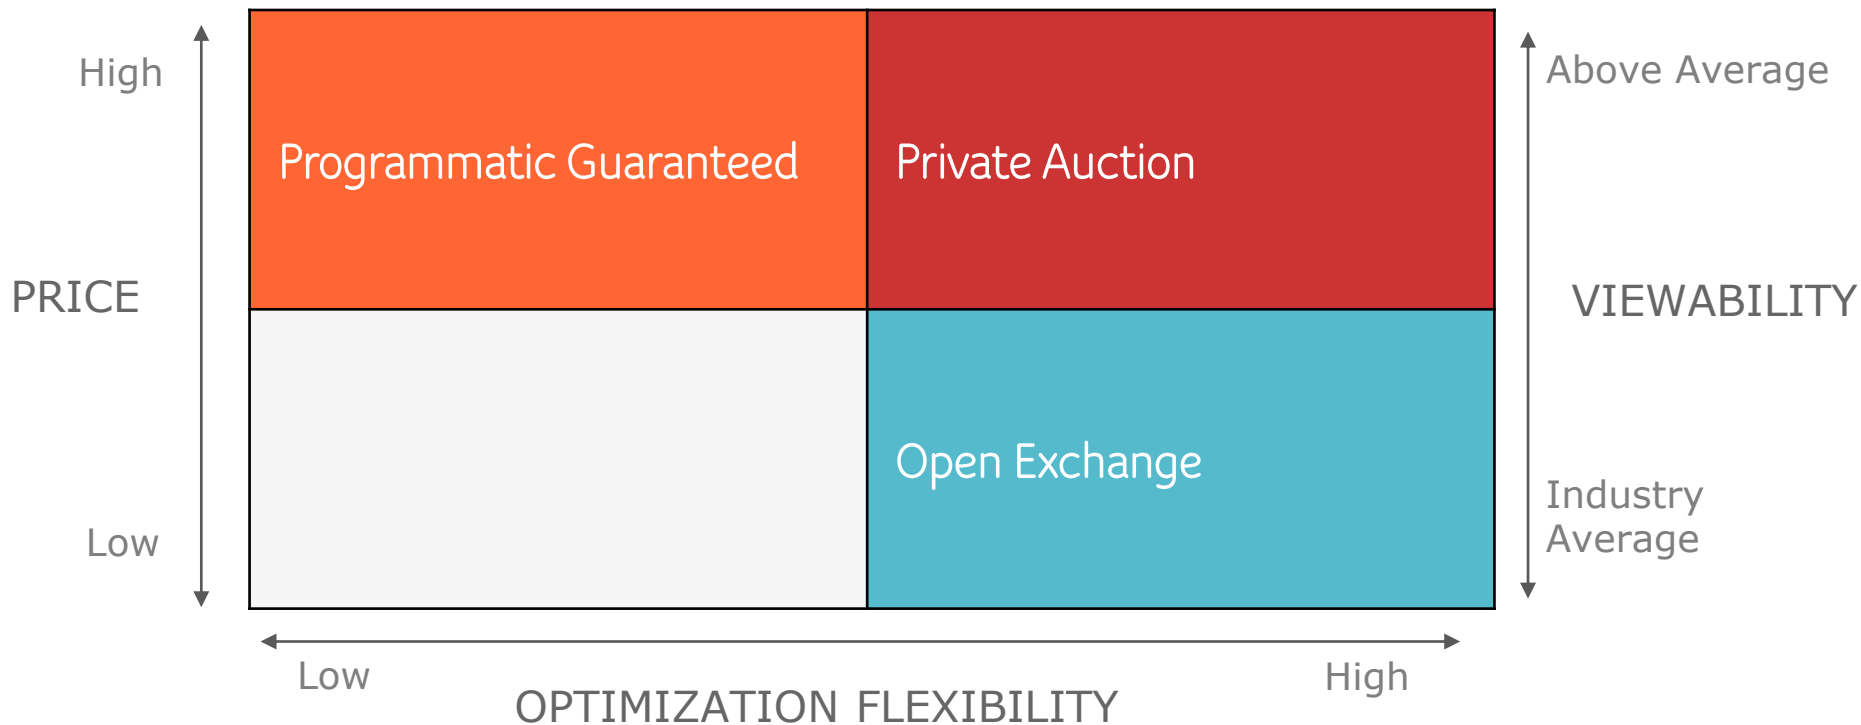 High
Above Average
Programmatic Guaranteed
Private Auction
PRICE
VIEWABILITY
Open Exchange
Industry
Average
Low
Low
High
OPTIMIZATION FLEXIBILITY